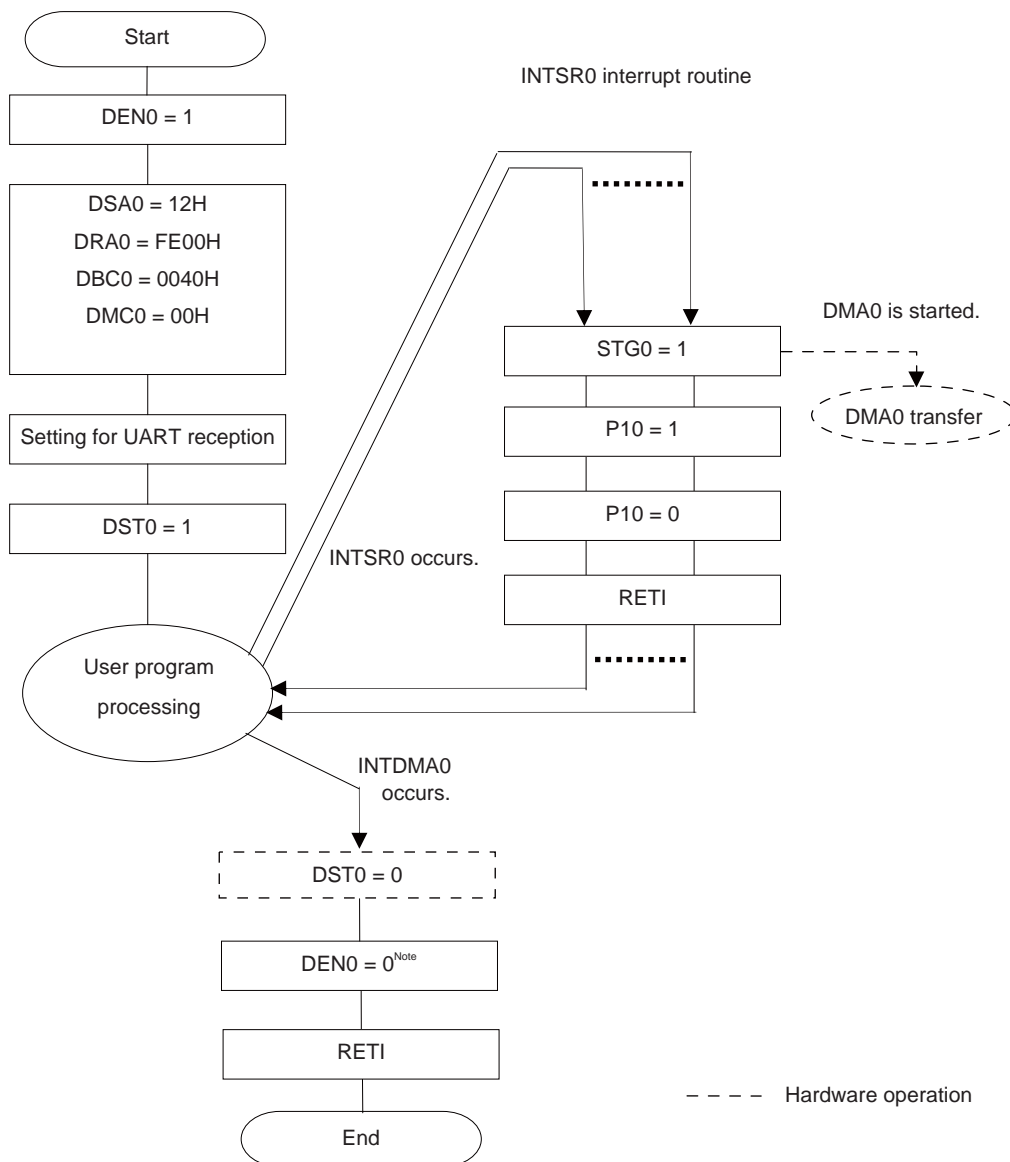 Start
DEN0 = 1
DSA0 = 12H
DRA0 = FE00H
DBC0 = 0040H
DMC0 = 00H
Setting for UART reception
DST0 = 1
User program
processing
INTSR0 occurs.
INTSR0 interrupt routine
STG0 = 1
P10 = 1
P10 = 0
RETI
DMA0 is started.
DMA0 transfer
INTDMA0
occurs.
DST0 = 0
DEN0 = 0Note
RETI
End
Hardware operation